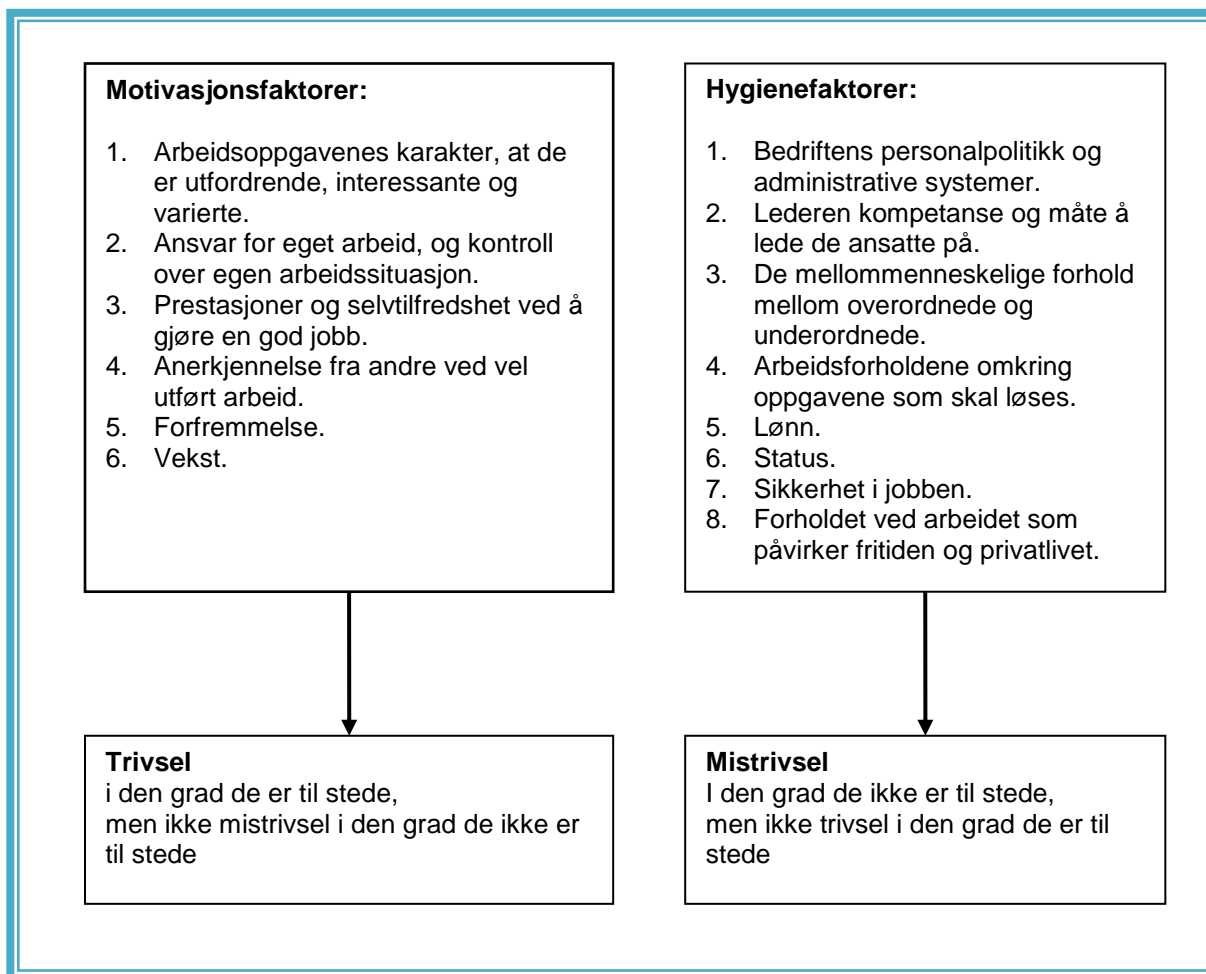 Motivasjonsfaktorer:
1. Arbeidsoppgavenes karakter, at de
er utfordrende, interessante og
varierte.
2. Ansvar for eget arbeid, og kontroll
over egen arbeidssituasjon.
3. Prestasjoner og selvtilfredshet ved å
gjøre en god jobb.
4. Anerkjennelse fra andre ved vel
utført arbeid.
5. Forfremmelse.
6. Vekst.
Hygienefaktorer:
1. Bedriftens personalpolitikk og
administrative systemer.
2. Lederen kompetanse og måte å
lede de ansatte på.
3. De mellommenneskelige forhold
mellom overordnede og
underordnede.
4. Arbeidsforholdene omkring
oppgavene som skal løses.
5. Lønn.
6. Status.
7. Sikkerhet i jobben.
8. Forholdet ved arbeidet som
påvirker fritiden og privatlivet.
Trivsel
i den grad de er til stede,
men ikke mistrivsel i den grad de ikke er
til stede
Mistrivsel
I den grad de ikke er til stede,
men ikke trivsel i den grad de er til
stede